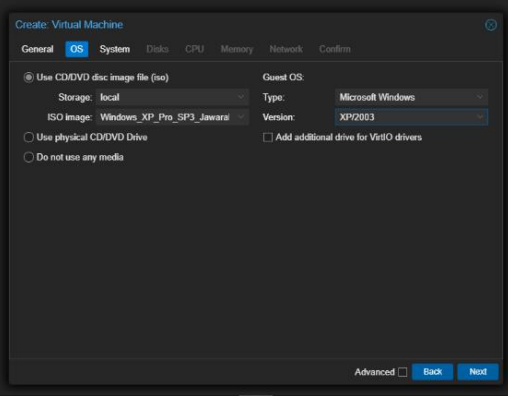 Create: Virtual Machine
General OS System Disks CPU Memory Network Confirm
Use CD/DVD disc image file (iso) Guest OS:
Storage: local Type: Microsoft Windows
ISO image: Windows_XP_Pro_SP3_Jawaral Version: XP/2003
Use physical CD/DVD Drive Add additional drive for VirtIO drivers
Do not use any media
Advanced Back Next